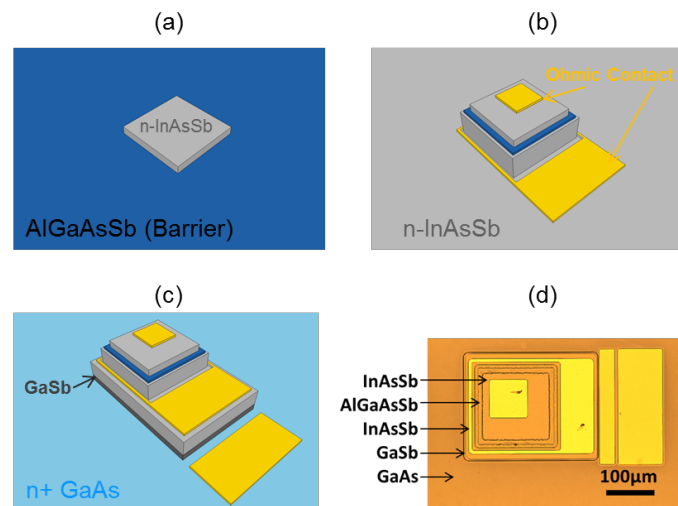 (a)
(b)
n-InAsSb
AlGaAsSb (Barrier)
Ohmic Contact
n-InAsSb
(c)
(d)
GaSb
n+ GaAs
InAsSb
AlGaAsSb
InAsSb
GaSb
GaAs
100μm